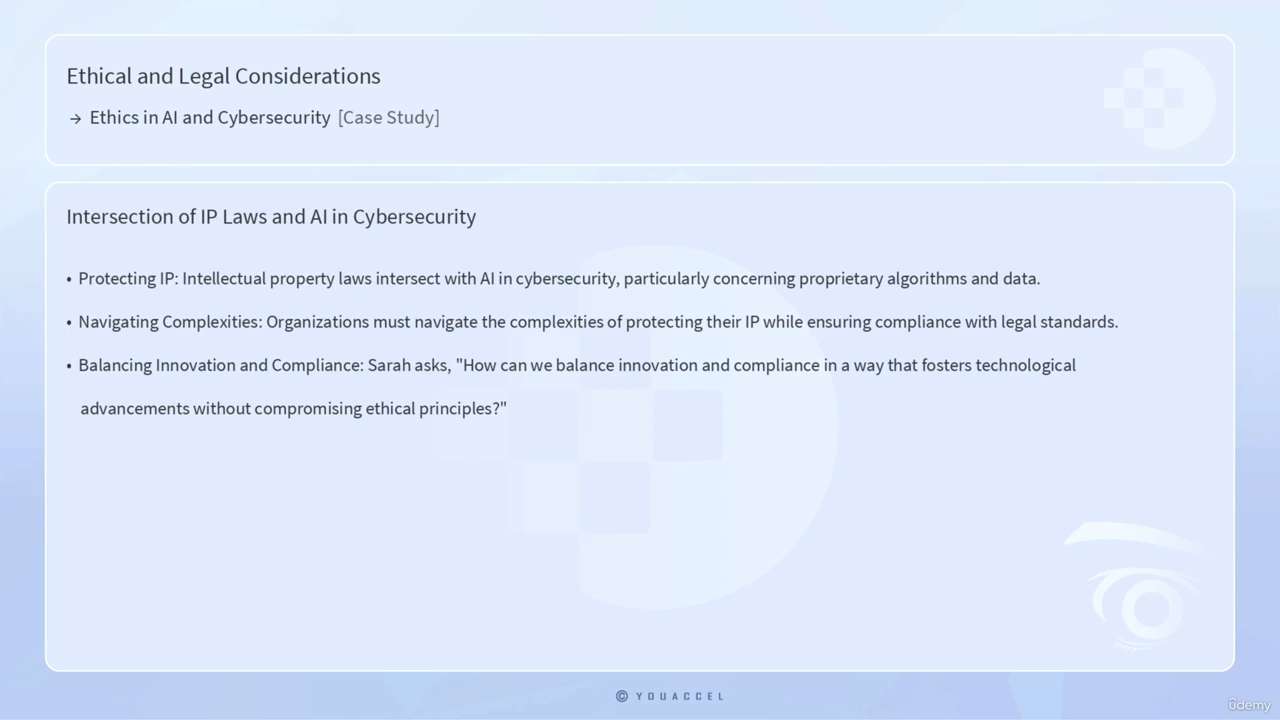 Ethical and Legal Considerations
→ Ethics in AI and Cybersecurity [Case Study]
Intersection of IP Laws and AI in Cybersecurity
• Protecting IP: Intellectual property laws intersect with AI in cybersecurity, particularly concerning proprietary algorithms and data.
• Navigating Complexities: Organizations must navigate the complexities of protecting their IP while ensuring compliance with legal standards.
• Balancing Innovation and Compliance: Sarah asks, "How can we balance innovation and compliance in a way that fosters technological
advancements without compromising ethical principles?"
© YOUACCEL
ûdemy